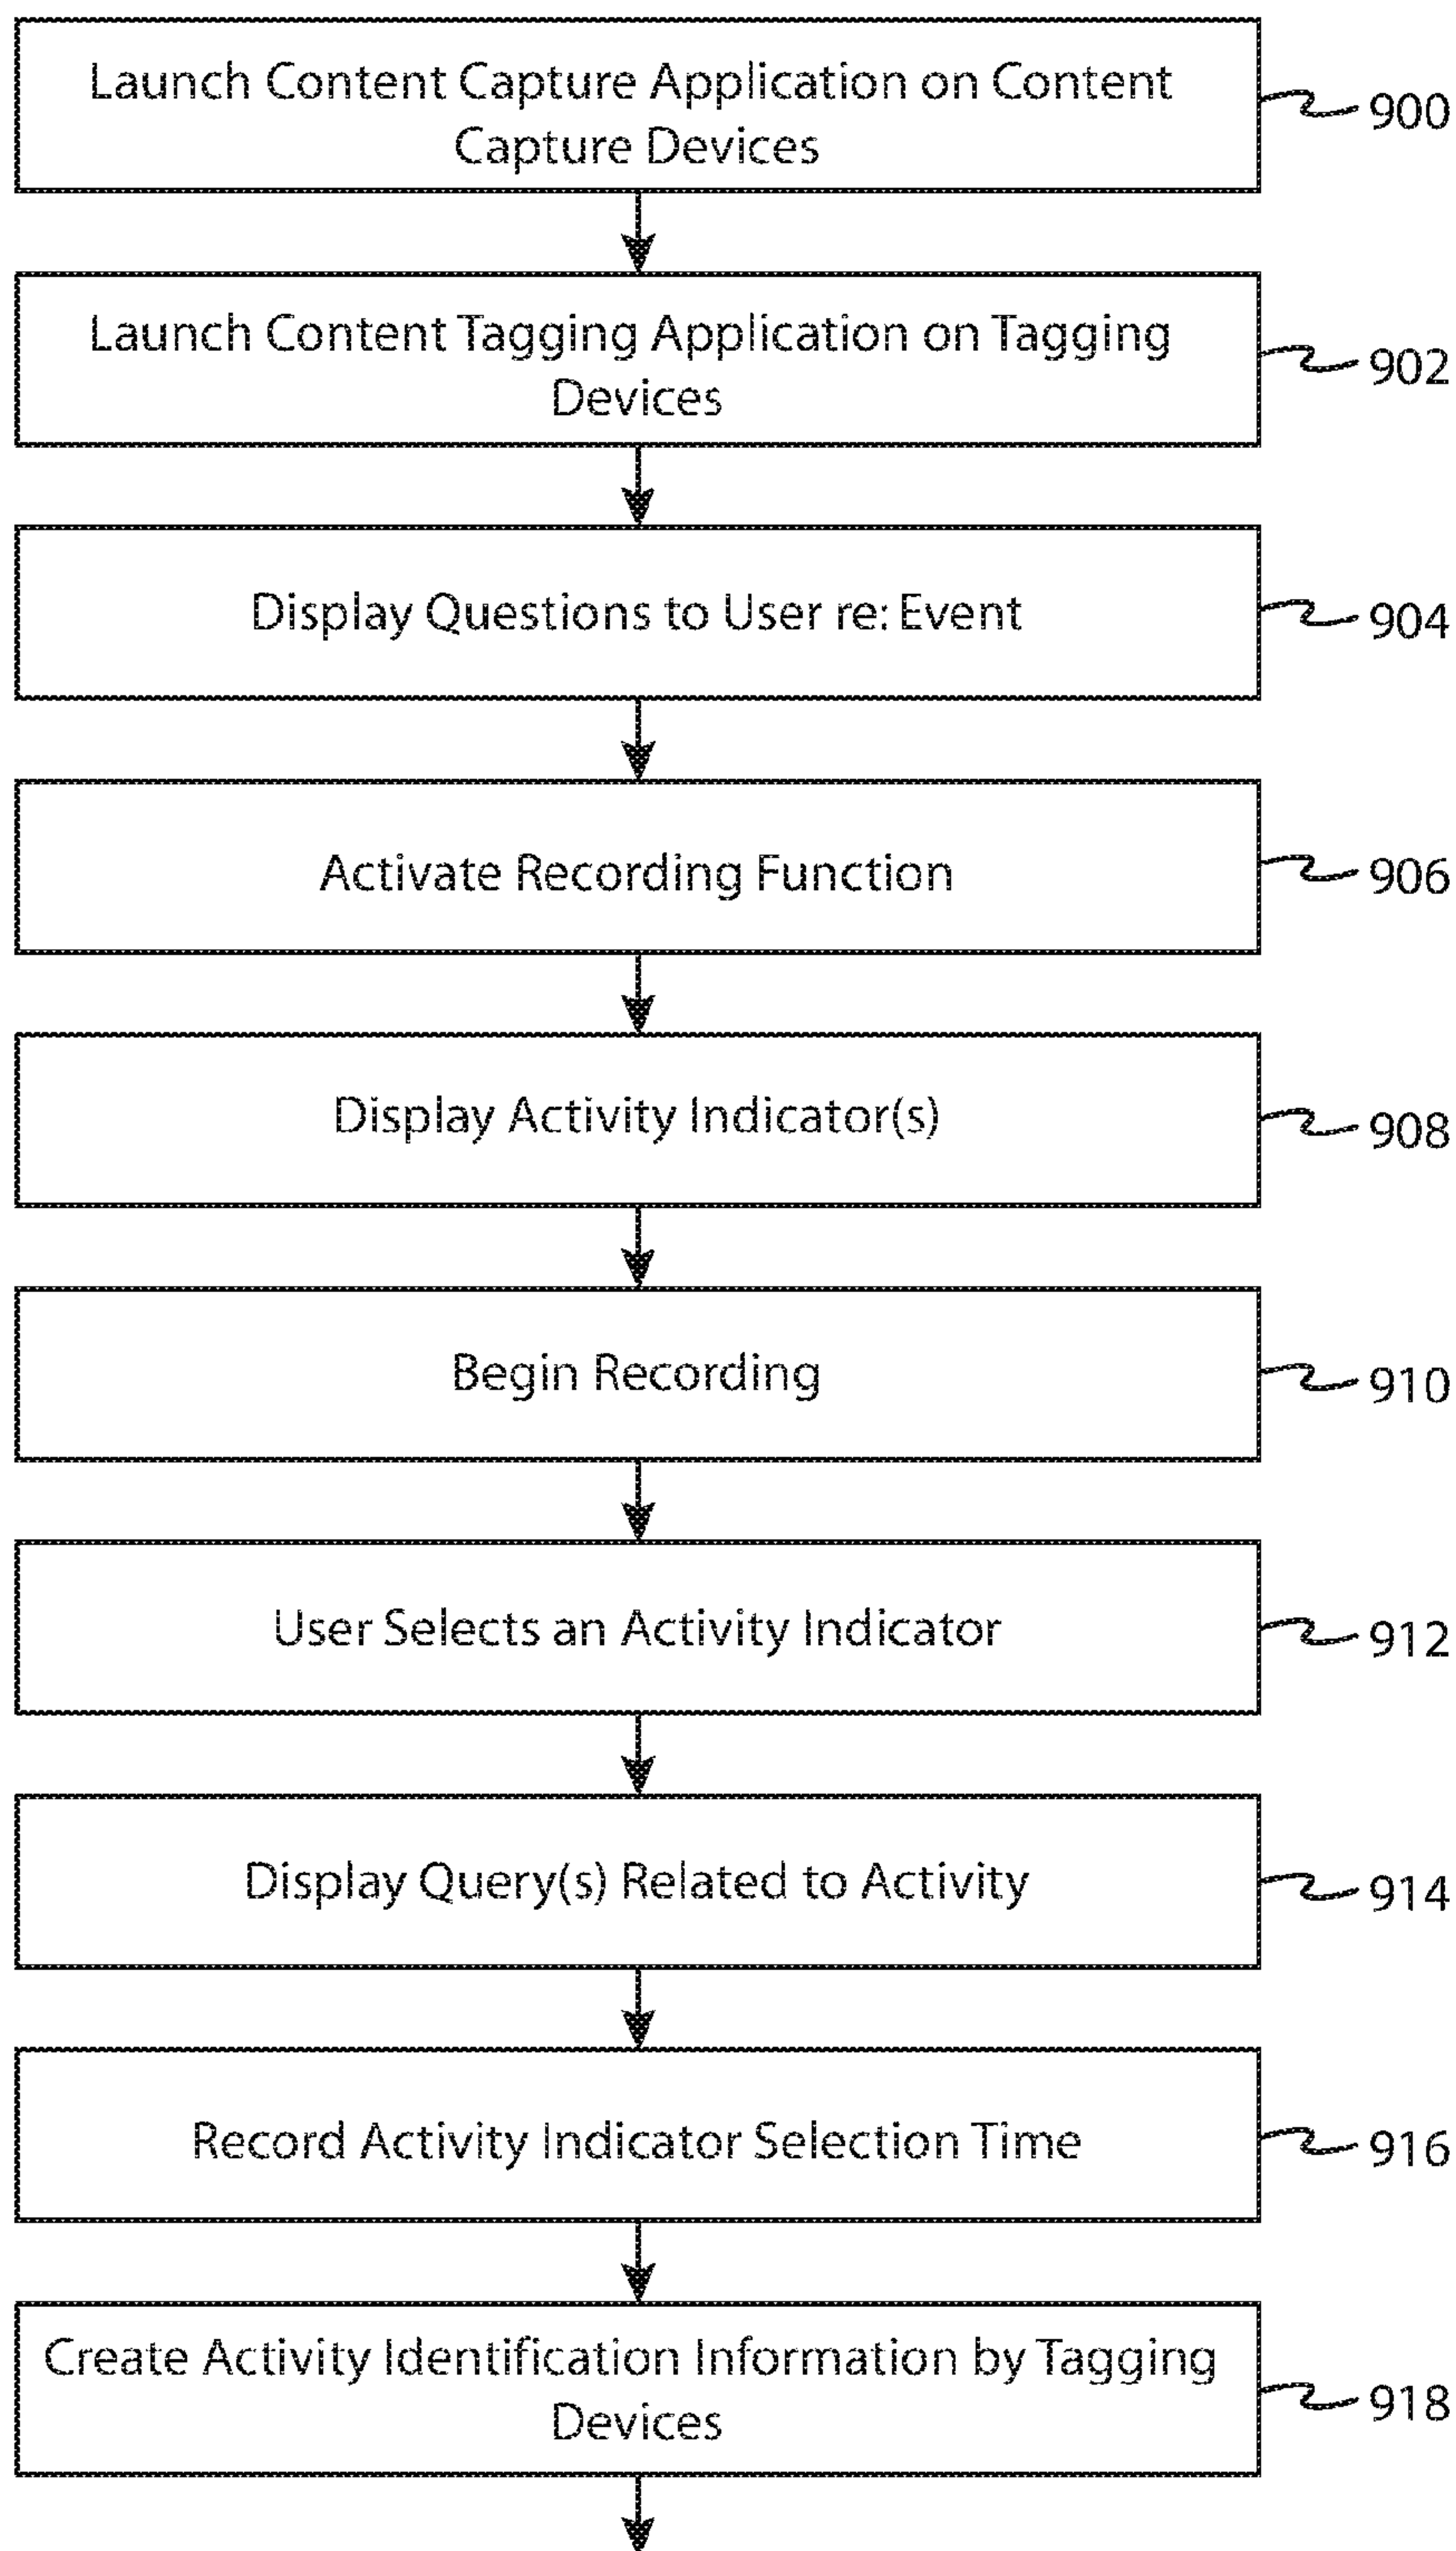 Launch Content Capture Application on Content
Capture Devices
900
Launch Content Tagging Application on Tagging
Devices
902
Display Questions to User re: Event
904
Activate Recording Function
906
Display Activity Indicator(s)
908
Begin Recording
910
User Selects an Activity Indicator
912
Display Query(s) Related to Activity
914
Record Activity Indicator Selection Time
916
Create Activity Identification Information by Tagging
Devices
918